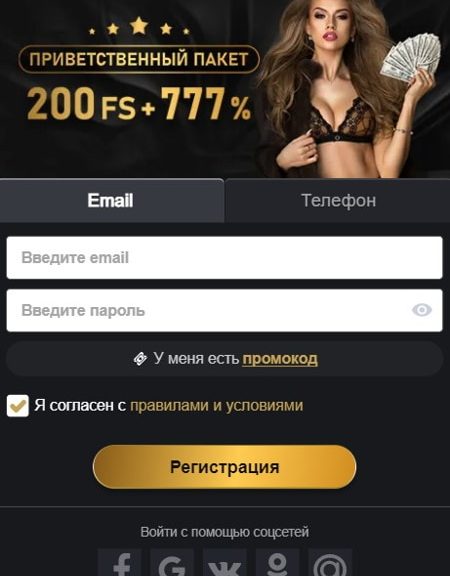 ПРИВЕТСТВЕННЫЙ ПАКЕТ
200 FS + 777 %
Email
Телефон
Введите email
Введите пароль
У меня есть промокод
Я согласен с правилами и условиями
Регистрация
Войти с помощью соцсетей